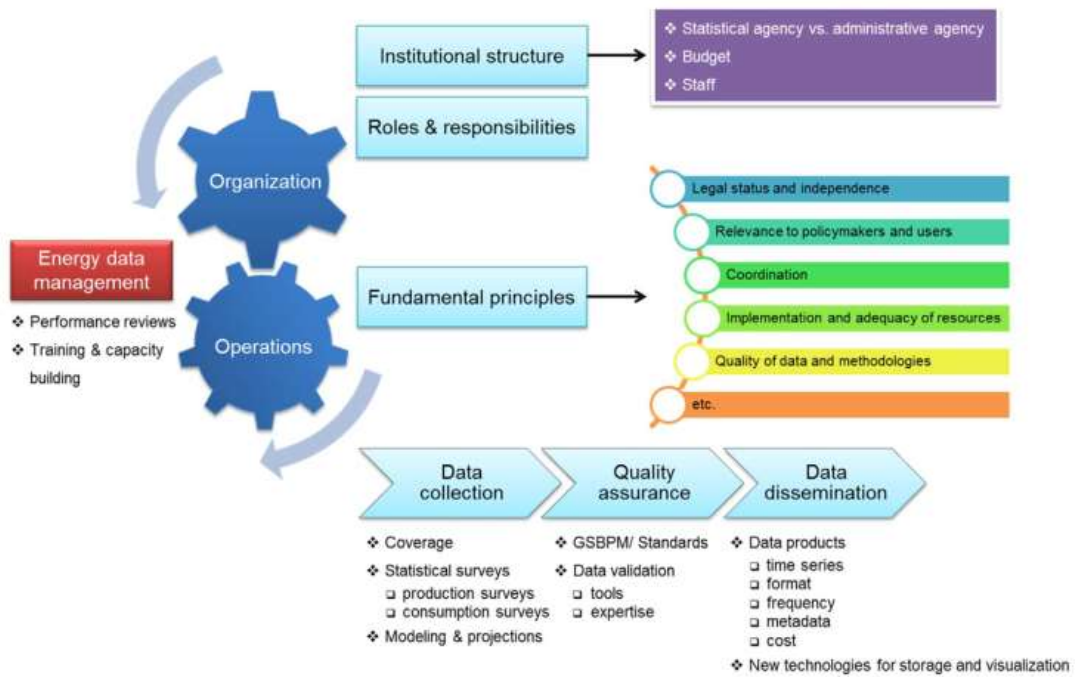 Institutional structure
❖ Statistical agency vs. administrative agency
❖ Budget
❖ Staff
Roles & responsibilities
Organization
Legal status and independence
Relevance to policymakers and users
Energy data
management
Coordination
Fundamental principles
Implementation and adequacy of resources
❖ Performance reviews
❖ Training & capacity
building
Operations
Quality of data and methodologies
etc.
Data
collection
Quality
assurance
Data
dissemination
❖ Coverage
❖ Statistical surveys
❑ production surveys
❑ consumption surveys
❖ Modeling & projections
❖ GSBPM/ Standards
❖ Data validation
❑ tools
❑ expertise
❖ Data products
❑ time series
❑ format
❑ frequency
❑ metadata
❑ cost
❖ New technologies for storage and visualization